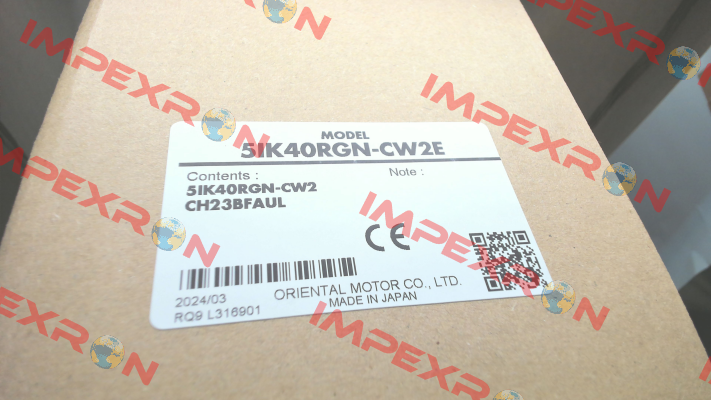 MODEL
5IK40RGN-CW2E
Contents :
Note :
5IK40RGN-CW2
CH23BFAUL
CE
2024/03
RQ9 L316901
ORIENTAL MOTOR CO., LTD.
MADE IN JAPAN
IMPEXRON
IMPEXRON
IMPEXRON
IMPEXRON
IMPEXRON
IMPEXRON
IMPEXRON